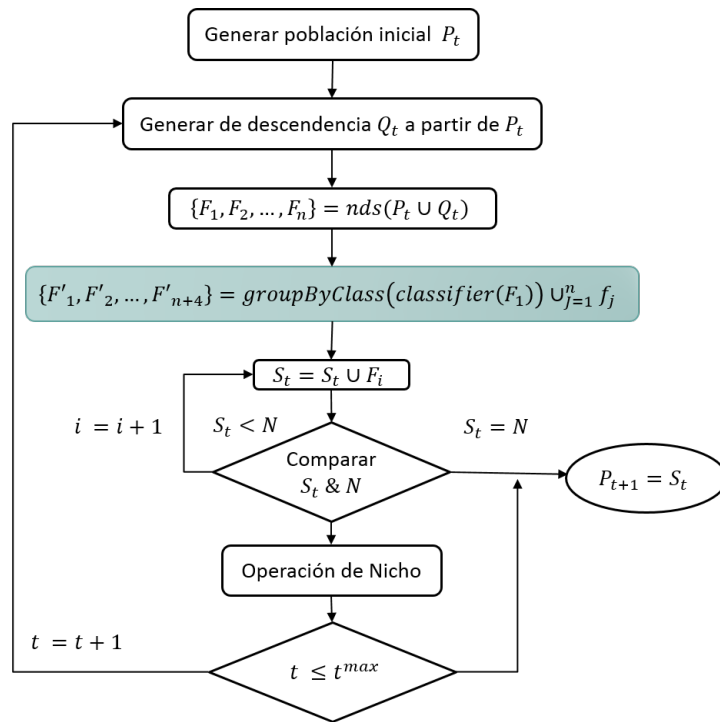 Generar población inicial P_t
Generar de descendencia Q_t a partir de P_t
{F_1, F_2, …, F_n} = nds(P_t ∪ Q_t)
{F'_1, F'_2, …, F'_{n+4}} = groupByClass(classifier(F_1)) ∪_{J=1}^{n} f_j
S_t = S_t ∪ F_i
i = i + 1
S_t < N
S_t = N
Comparar
S_t & N
P_{t+1} = S_t
Operación de Nicho
t = t + 1
t ≤ t^{max}